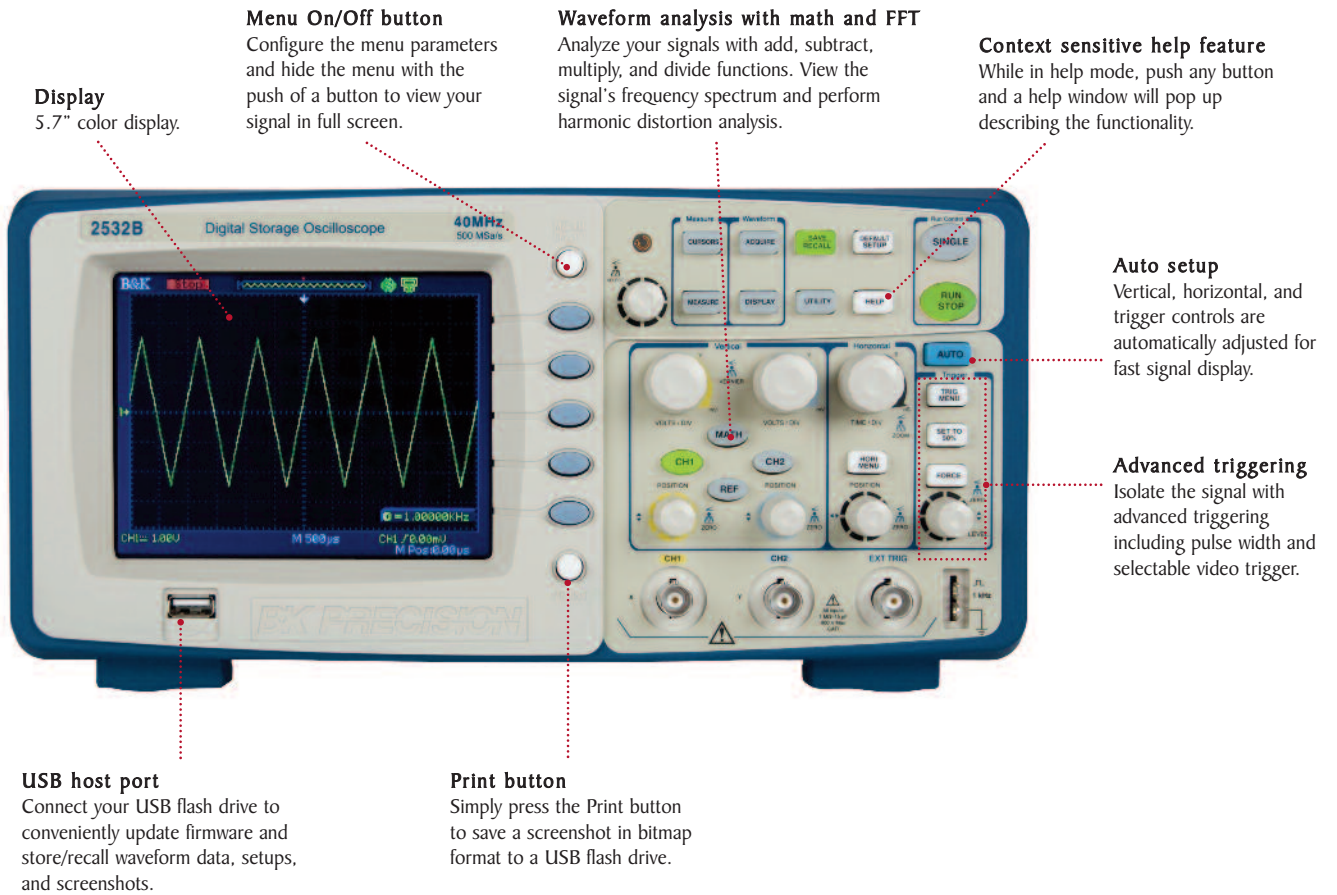 Menu On/Off button
Configure the menu parameters
and hide the menu with the
push of a button to view your
signal in full screen.
Waveform analysis with math and FFT
Analyze your signals with add, subtract,
multiply, and divide functions. View the
signal's frequency spectrum and perform
harmonic distortion analysis.
Context sensitive help feature
While in help mode, push any button
and a help window will pop up
describing the functionality.
Display
5.7" color display.
2532B
Digital Storage Oscilloscope
40MHz
500 MSa/s
B&K
Stop
CH1= 1.00V
M 500µs
CH1 /0.00mV
M Pos:0.00µs
=1.00000KHz
Measure
Waveform
Run Control
CURSORS
ACQUIRE
SAVE
RECALL
DEFAULT
SETUP
SINGLE
MEASURE
DISPLAY
UTILITY
HELP
RUN
STOP
Vertical
Horizontal
AUTO
Trigger
VOLTS / DIV
VOLTS / DIV
TIME / DIV
ZOOM
TRIG
MENU
MATH
SET TO
50%
CH1
CH2
HORI
MENU
FORCE
POSITION
REF
POSITION
POSITION
ZERO
ZERO
ZERO
ZERO
LEVEL
CH1
CH2
EXT TRIG
X
Y
1 kHz
BK PRECISION
Auto setup
Vertical, horizontal, and
trigger controls are
automatically adjusted for
fast signal display.
Advanced triggering
Isolate the signal with
advanced triggering
including pulse width and
selectable video trigger.
USB host port
Connect your USB flash drive to
conveniently update firmware and
store/recall waveform data, setups,
and screenshots.
Print button
Simply press the Print button
to save a screenshot in bitmap
format to a USB flash drive.